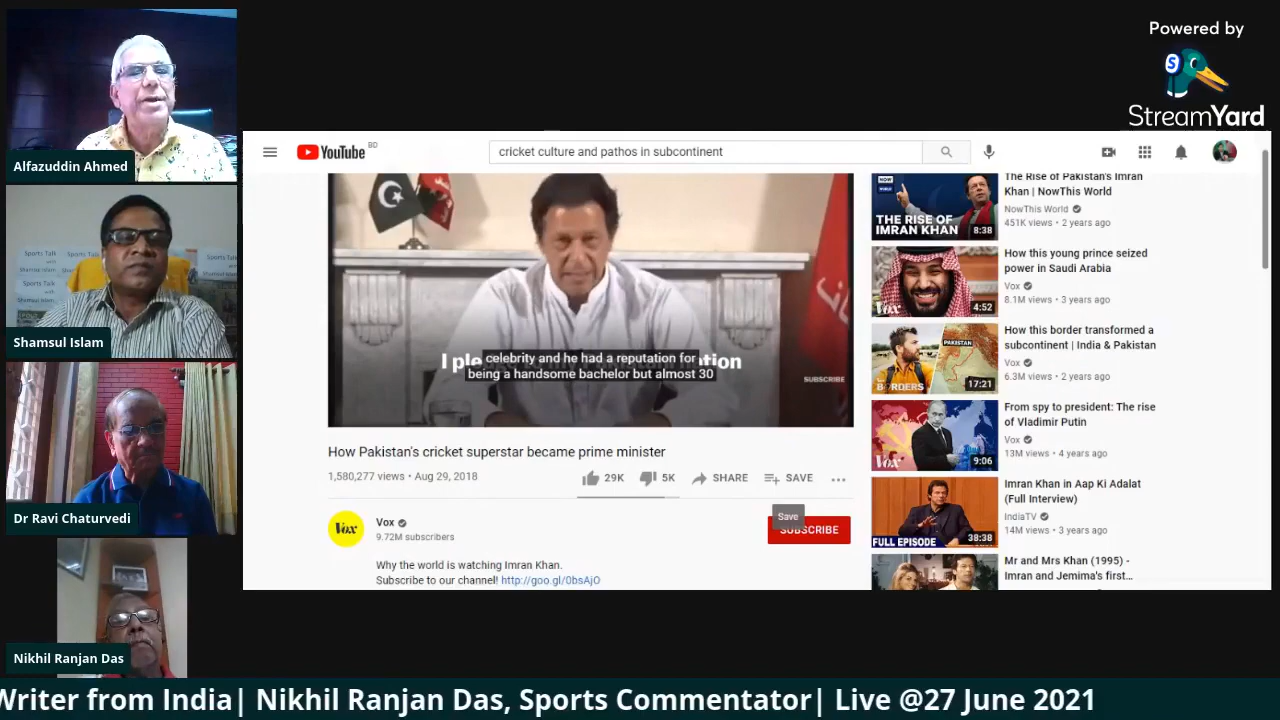 Powered by
StreamYard
Alfazuddin Ahmed
Shamsul Islam
Dr Ravi Chaturvedi
Nikhil Ranjan Das
Sports Talk
YouTube BD
cricket culture and pathos in subcontinent
celebrity and he had a reputation for
being a handsome bachelor but almost 30
SUBSCRIBE
How Pakistan's cricket superstar became prime minister
1,580,277 views • Aug 29, 2018
29K
5K
SHARE
SAVE
Save
Vox
Vox
9.72M subscribers
SUBSCRIBE
Why the world is watching Imran Khan.
Subscribe to our channel! http://goo.gl/0bsAjO
NOW
THE RISE OF
IMRAN KHAN
8:38
The Rise of Pakistan's Imran
Khan | NowThis World
NowThis World
451K views • 2 years ago
Vox
4:52
How this young prince seized
power in Saudi Arabia
Vox
8.1M views • 3 years ago
PAKISTAN
BORDERS
17:21
How this border transformed a
subcontinent | India & Pakistan
Vox
6.3M views • 2 years ago
Vox
9:06
From spy to president: The rise
of Vladimir Putin
Vox
13M views • 4 years ago
FULL EPISODE
38:38
Imran Khan in Aap Ki Adalat
(Full Interview)
IndiaTV
14M views • 3 years ago
Mr and Mrs Khan (1995) -
Imran and Jemima's first...
Writer from India| Nikhil Ranjan Das, Sports Commentator| Live @27 June 2021